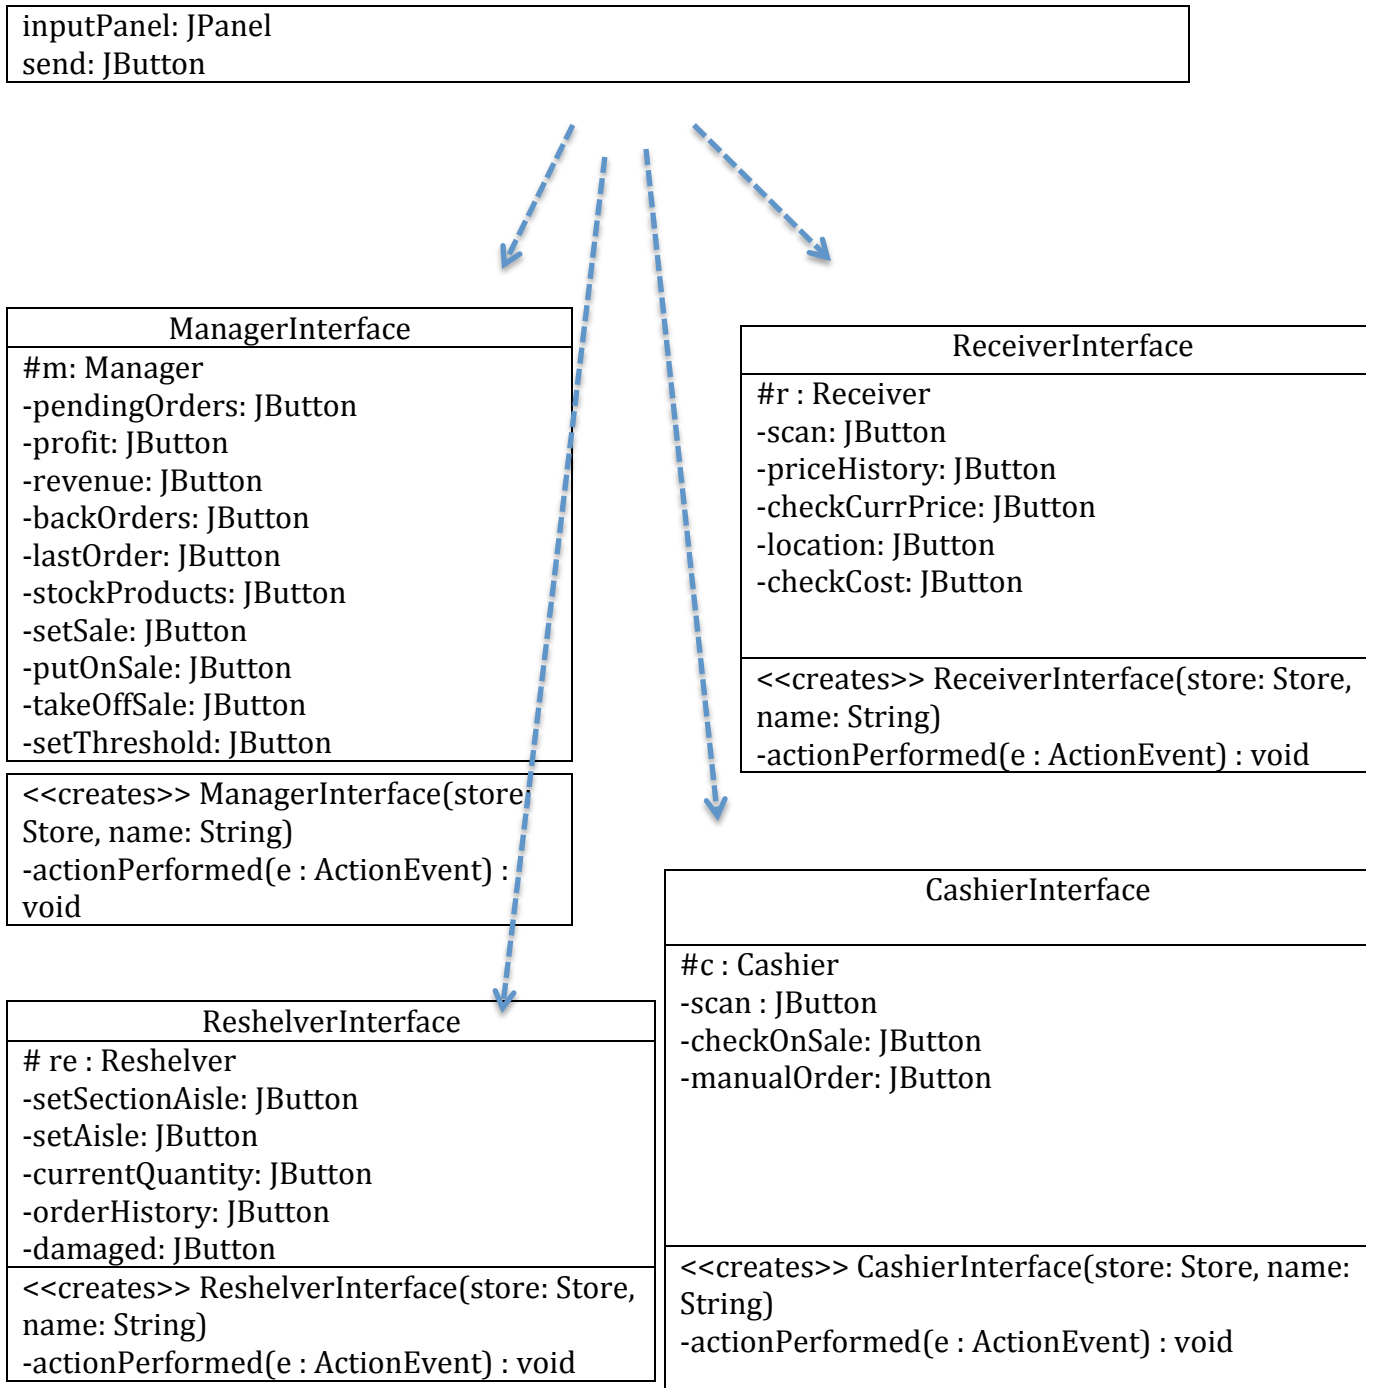 inputPanel: JPanel
send: JButton
ManagerInterface
#m: Manager
-pendingOrders: JButton
-profit: JButton
-revenue: JButton
-backOrders: JButton
-lastOrder: JButton
-stockProducts: JButton
-setSale: JButton
-putOnSale: JButton
-takeOffSale: JButton
-setThreshold: JButton
<<creates>> ManagerInterface(store:
Store, name: String)
-actionPerformed(e : ActionEvent) :
void
ReceiverInterface
#r : Receiver
-scan: JButton
-priceHistory: JButton
-checkCurrPrice: JButton
-location: JButton
-checkCost: JButton
<<creates>> ReceiverInterface(store: Store,
name: String)
-actionPerformed(e : ActionEvent) : void
ReshelverInterface
# re : Reshelver
-setSectionAisle: JButton
-setAisle: JButton
-currentQuantity: JButton
-orderHistory: JButton
-damaged: JButton
<<creates>> ReshelverInterface(store: Store,
name: String)
-actionPerformed(e : ActionEvent) : void
CashierInterface
#c : Cashier
-scan : JButton
-checkOnSale: JButton
-manualOrder: JButton
<<creates>> CashierInterface(store: Store, name:
String)
-actionPerformed(e : ActionEvent) : void